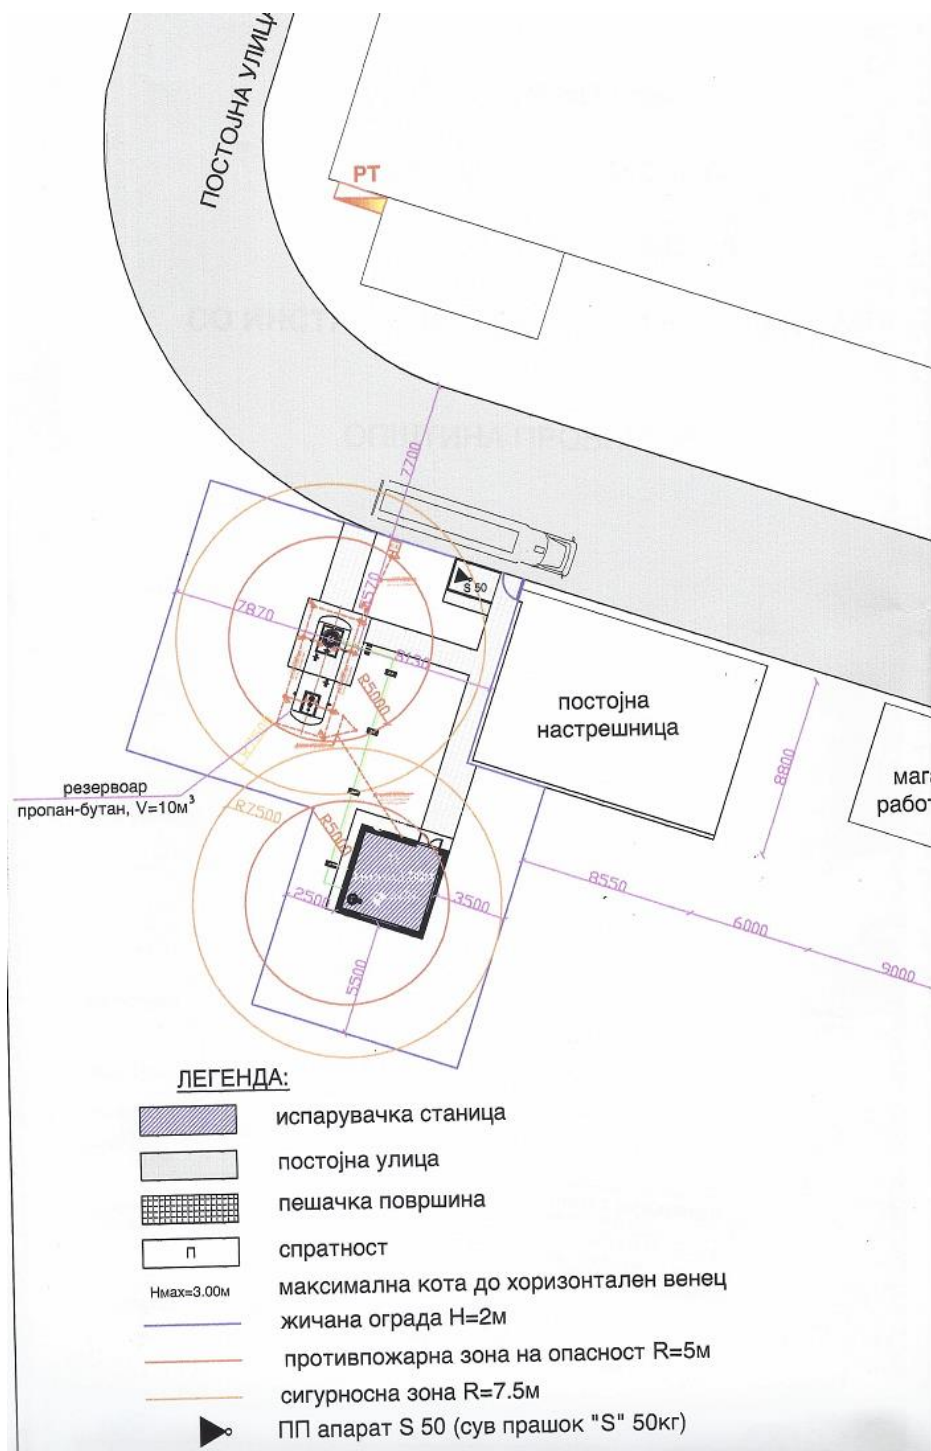 ПОСТОЈНА УЛИЦА
РТ
7700
S 50
7870
8570
8130
R5000
постојна
настрешница
8800
резервоар
пропан-бутан, V=10м³
R7500
R5000
2500
3500
5500
8550
6000
9000
ЛЕГЕНДА:
испарувачка станица
постојна улица
пешачка површина
П
спратност
Нмах=3.00м
максимална кота до хоризонтален венец
жичана ограда H=2м
противпожарна зона на опасност R=5м
сигурносна зона R=7.5м
ПП апарат S 50 (сув прашок "S" 50кг)